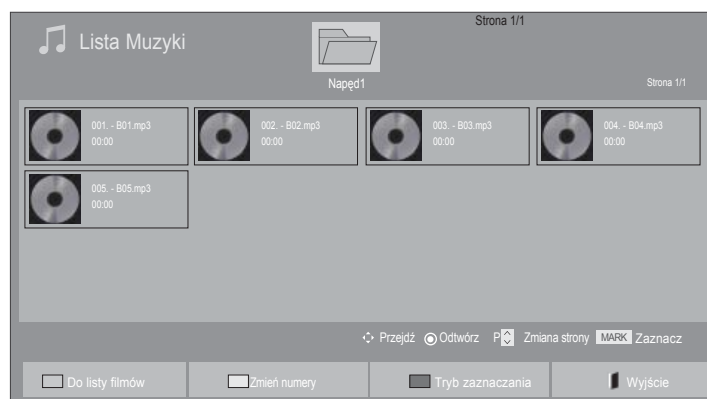 Strona 1/1
Lista Muzyki
Napęd1
Strona 1/1
001. - B01.mp3
00:00
002. - B02.mp3
00:00
003. - B03.mp3
00:00
004. - B04.mp3
00:00
005. - B05.mp3
00:00
Przejdź Odtwórz P Zmiana strony MARK Zaznacz
Do listy filmów Zmień numery Tryb zaznaczania Wyjście